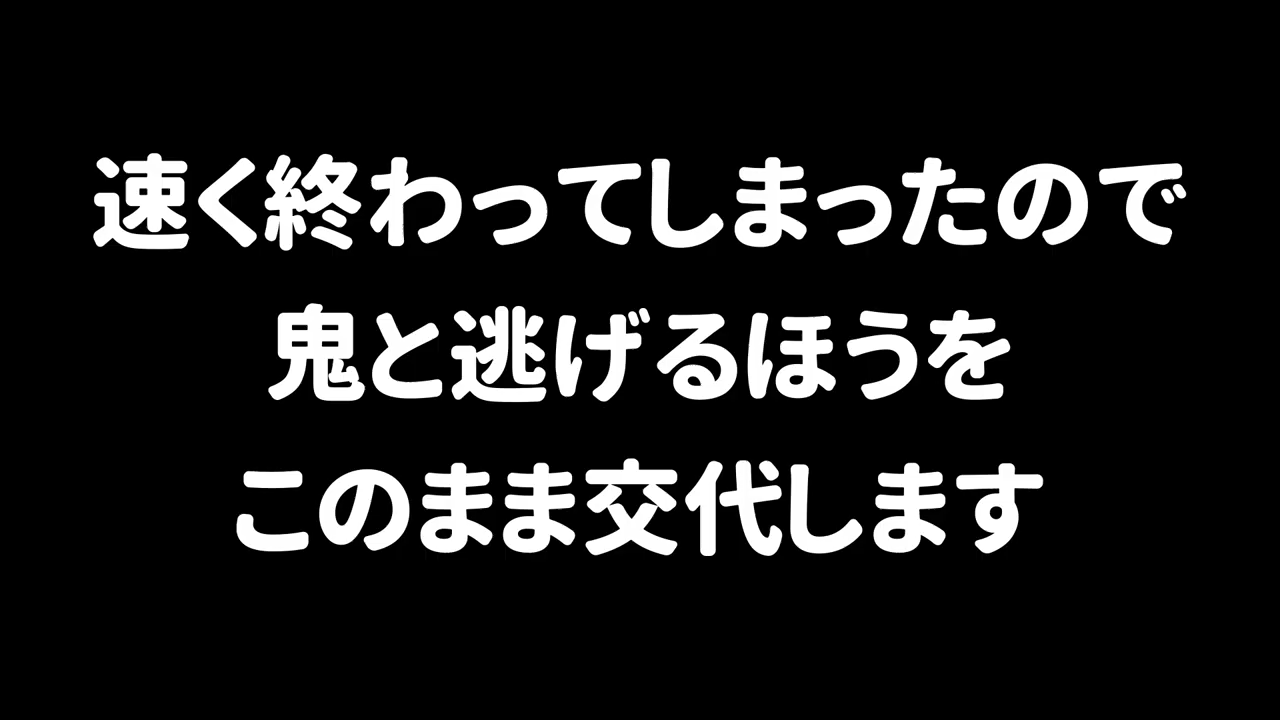 速く終わってしまったので
鬼と逃げるほうを
このまま交代します